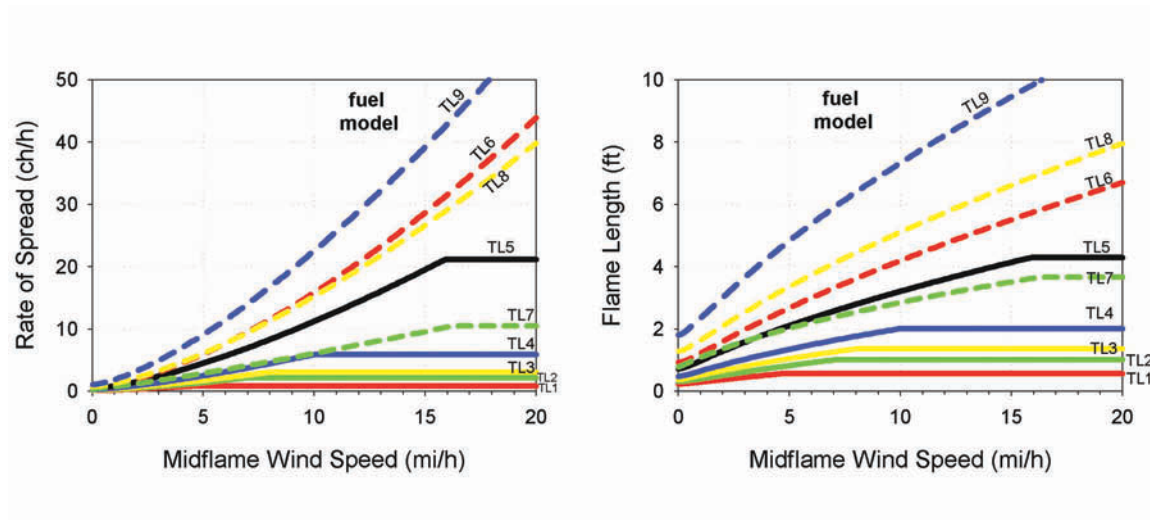 50
40
30
20
10
0
Rate of Spread (ch/h)
fuel
model
TL9
TL6
TL8
TL5
TL7
TL4
TL3
TL2
TL1
0 5 10 15 20
Midflame Wind Speed (mi/h)
10
8
6
4
2
0
Flame Length (ft)
fuel
model
TL9
TL8
TL6
TL5
TL7
TL4
TL3
TL2
TL1
0 5 10 15 20
Midflame Wind Speed (mi/h)